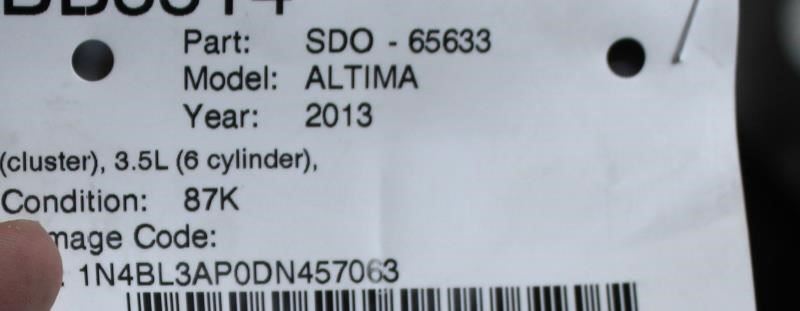 Part: SDO - 65633
Model: ALTIMA
Year: 2013
(cluster), 3.5L (6 cylinder),
Condition: 87K
mage Code:
1N4BL3AP0DN457063